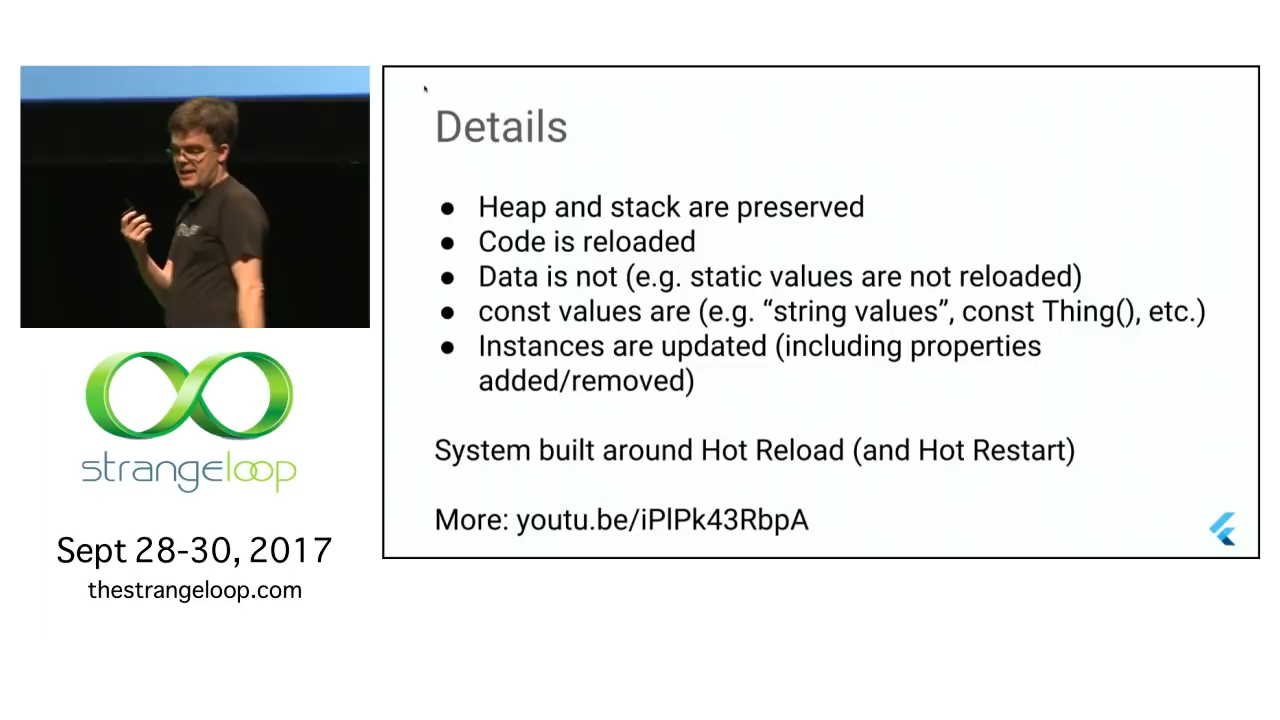 Details
● Heap and stack are preserved
● Code is reloaded
● Data is not (e.g. static values are not reloaded)
● const values are (e.g. “string values”, const Thing(), etc.)
● Instances are updated (including properties
added/removed)
System built around Hot Reload (and Hot Restart)
More: youtu.be/iPlPk43RbpA
strangeloop
Sept 28-30, 2017
thestrangeloop.com